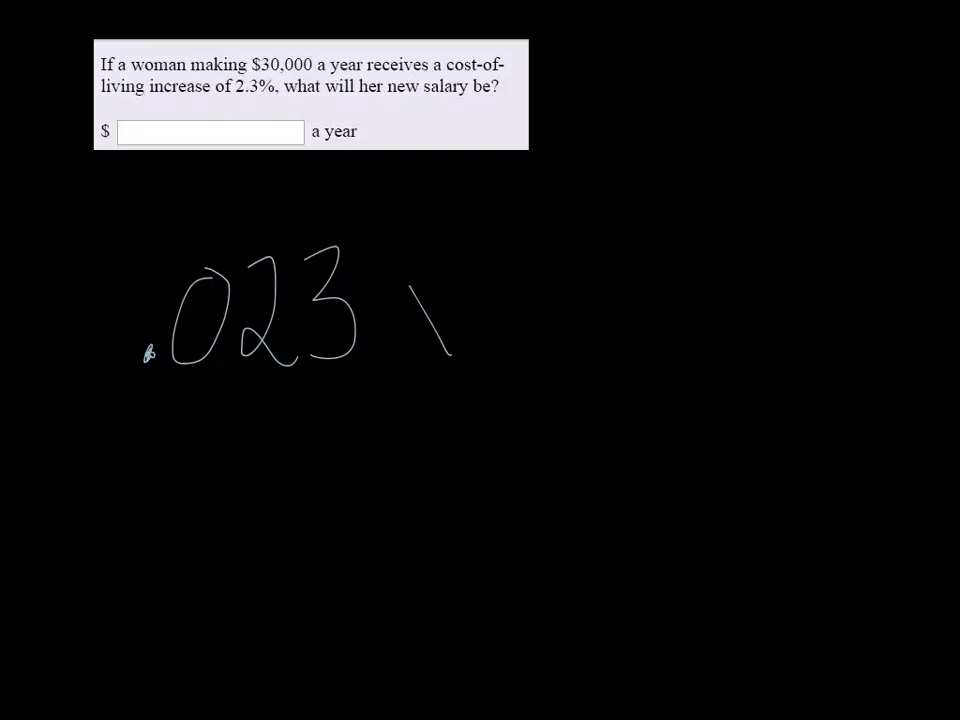 If a woman making $30,000 a year receives a cost-of-
living increase of 2.3%, what will her new salary be?
$ a year
.023 \